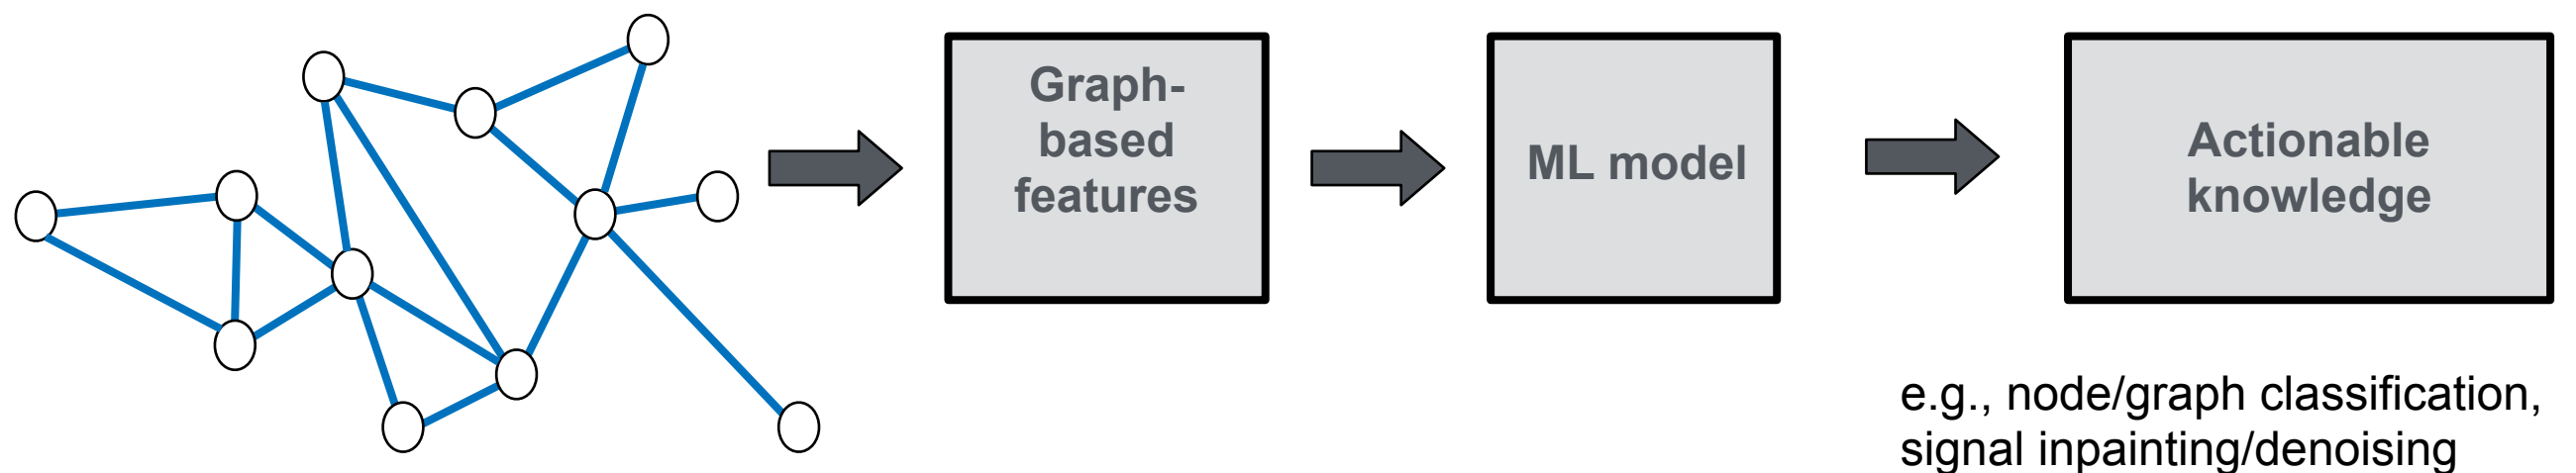 Graph-
based
features
ML model
Actionable
knowledge
e.g., node/graph classification,
signal inpainting/denoising